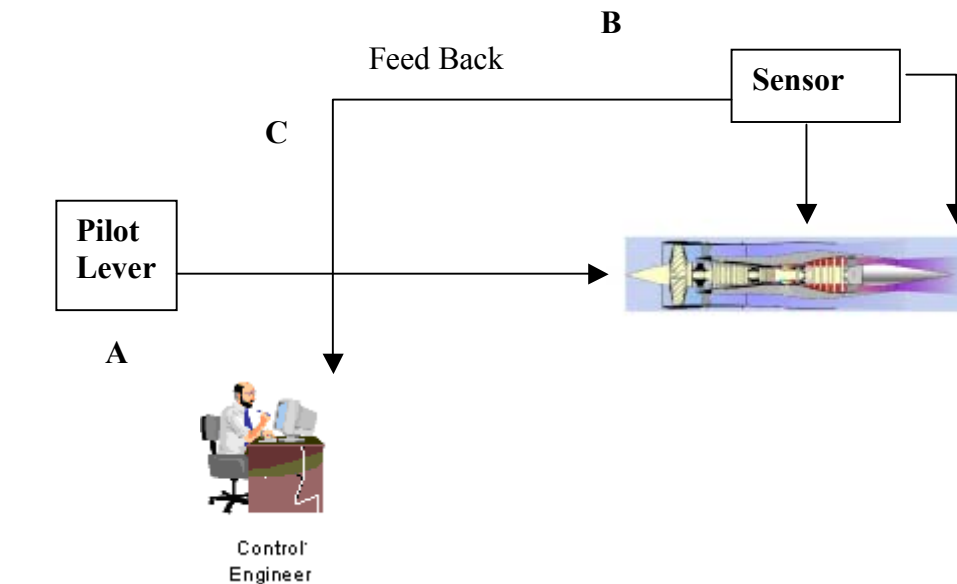 B
Feed Back
Sensor
C
Pilot
Lever
A
Control
Engineer